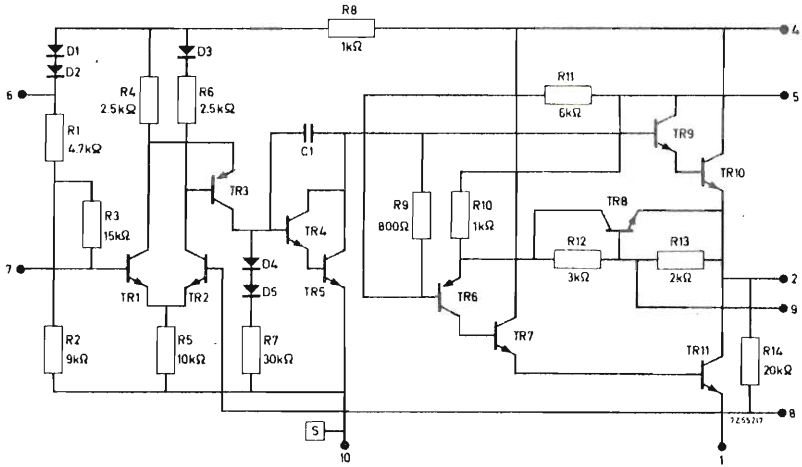 R8
1kΩ
4
D1
D2
D3
R4
2.5kΩ
R6
2.5kΩ
R11
6kΩ
5
6
R1
4.7kΩ
C1
TR9
TR3
TR10
R3
15kΩ
R9
800Ω
R10
1kΩ
TR8
TR4
R12
3kΩ
R13
2kΩ
7
D4
D5
TR1
TR2
TR5
TR6
2
9
R2
9kΩ
R5
10kΩ
R7
30kΩ
TR7
TR11
R14
20kΩ
8
7255217
S
10
1